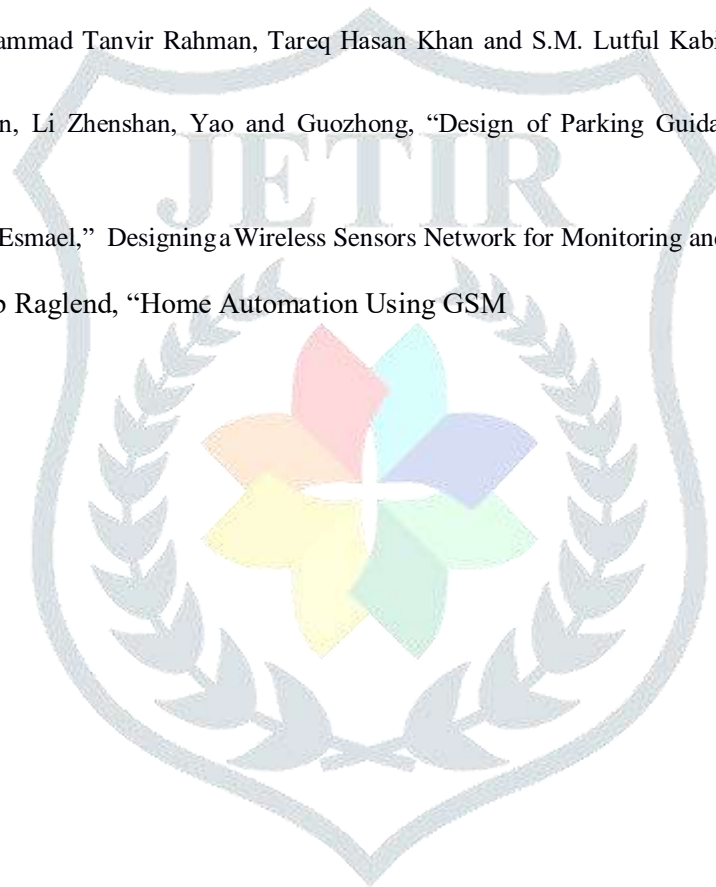 ammad Tanvir Rahman, Tareq Hasan Khan and S.M. Lutful Kabi
n, Li Zhenshan, Yao and Guozhong, “Design of Parking Guida
JETIR
Esmael,” Designing a Wireless Sensors Network for Monitoring and
Raglend, “Home Automation Using GSM